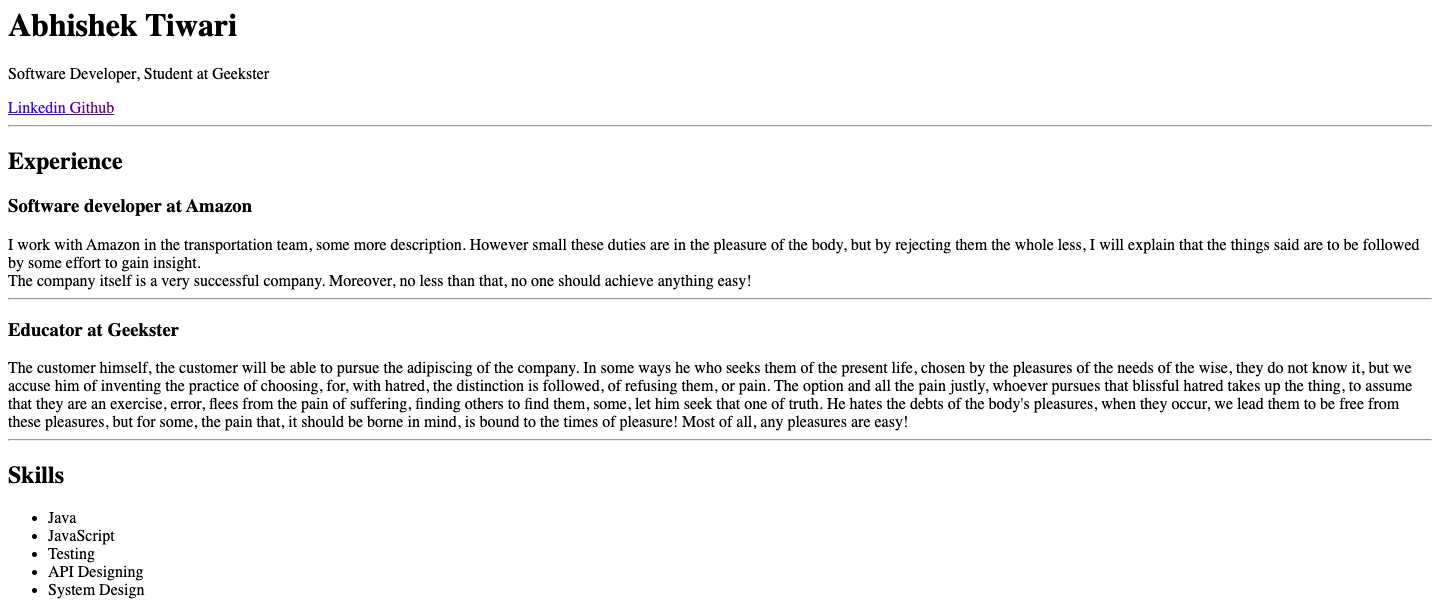 Abhishek Tiwari
Software Developer, Student at Geekster
Linkedin Github
Experience
Software developer at Amazon
I work with Amazon in the transportation team, some more description. However small these duties are in the pleasure of the body, but by rejecting them the whole less, I will explain that the things said are to be followed
by some effort to gain insight.
The company itself is a very successful company. Moreover, no less than that, no one should achieve anything easy!
Educator at Geekster
The customer himself, the customer will be able to pursue the adipiscing of the company. In some ways he who seeks them of the present life, chosen by the pleasures of the needs of the wise, they do not know it, but we
accuse him of inventing the practice of choosing, for, with hatred, the distinction is followed, of refusing them, or pain. The option and all the pain justly, whoever pursues that blissful hatred takes up the thing, to assume
that they are an exercise, error, flees from the pain of suffering, finding others to find them, some, let him seek that one of truth. He hates the debts of the body's pleasures, when they occur, we lead them to be free from
these pleasures, but for some, the pain that, it should be borne in mind, is bound to the times of pleasure! Most of all, any pleasures are easy!
Skills
• Java
• JavaScript
• Testing
• API Designing
• System Design